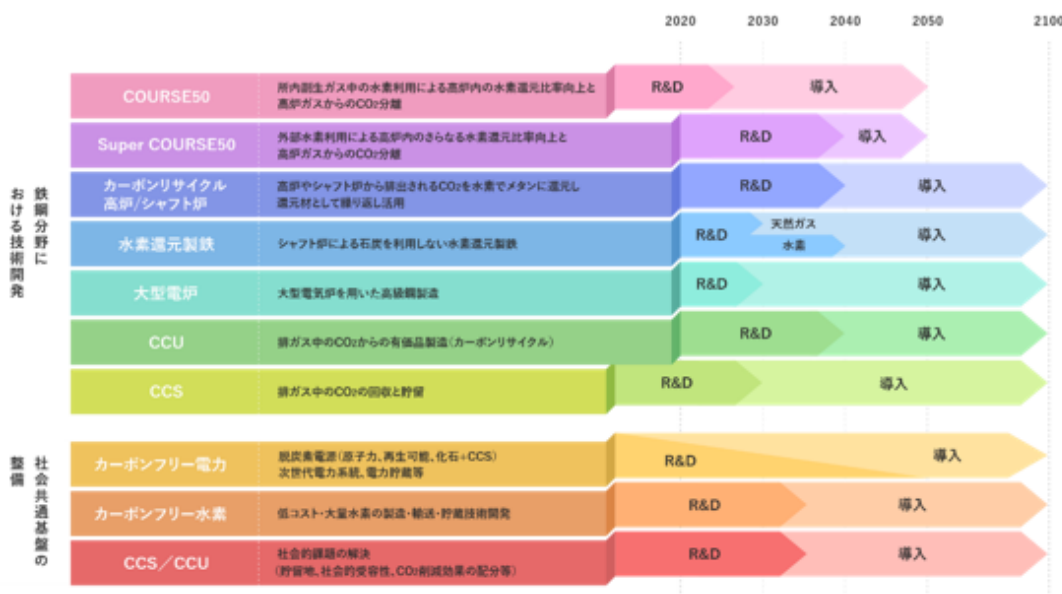 2020 2030 2040 2050 2100
鉄鋼分野に
おける技術開発
COURSE50
所内副生ガス中の水素利用による高炉内の水素還元比率向上と
高炉ガスからのCO2分離
R&D 導入
Super COURSE50
外部水素利用による高炉内のさらなる水素還元比率向上と
高炉ガスからのCO2分離
R&D 導入
カーボンリサイクル
高炉/シャフト炉
高炉やシャフト炉から排出されるCO2を水素でメタンに還元し
還元材として繰り返し活用
R&D 導入
水素還元製鉄
シャフト炉による石炭を利用しない水素還元製鉄
R&D 天然ガス 導入
水素
大型電炉
大型電気炉を用いた高級鋼製造
R&D 導入
CCU
排ガス中のCO2からの有価品製造(カーボンリサイクル)
R&D 導入
CCS
排ガス中のCO2の回収と貯留
R&D 導入
社会共通基盤の
整備
カーボンフリー電力
脱炭素電源(原子力、再生可能、化石+CCS)
次世代電力系統、電力貯蔵等
R&D 導入
カーボンフリー水素
低コスト・大量水素の製造・輸送・貯蔵技術開発
R&D 導入
CCS/CCU
社会的課題の解決
(貯留地、社会的受容性、CO2削減効果の配分等)
R&D 導入